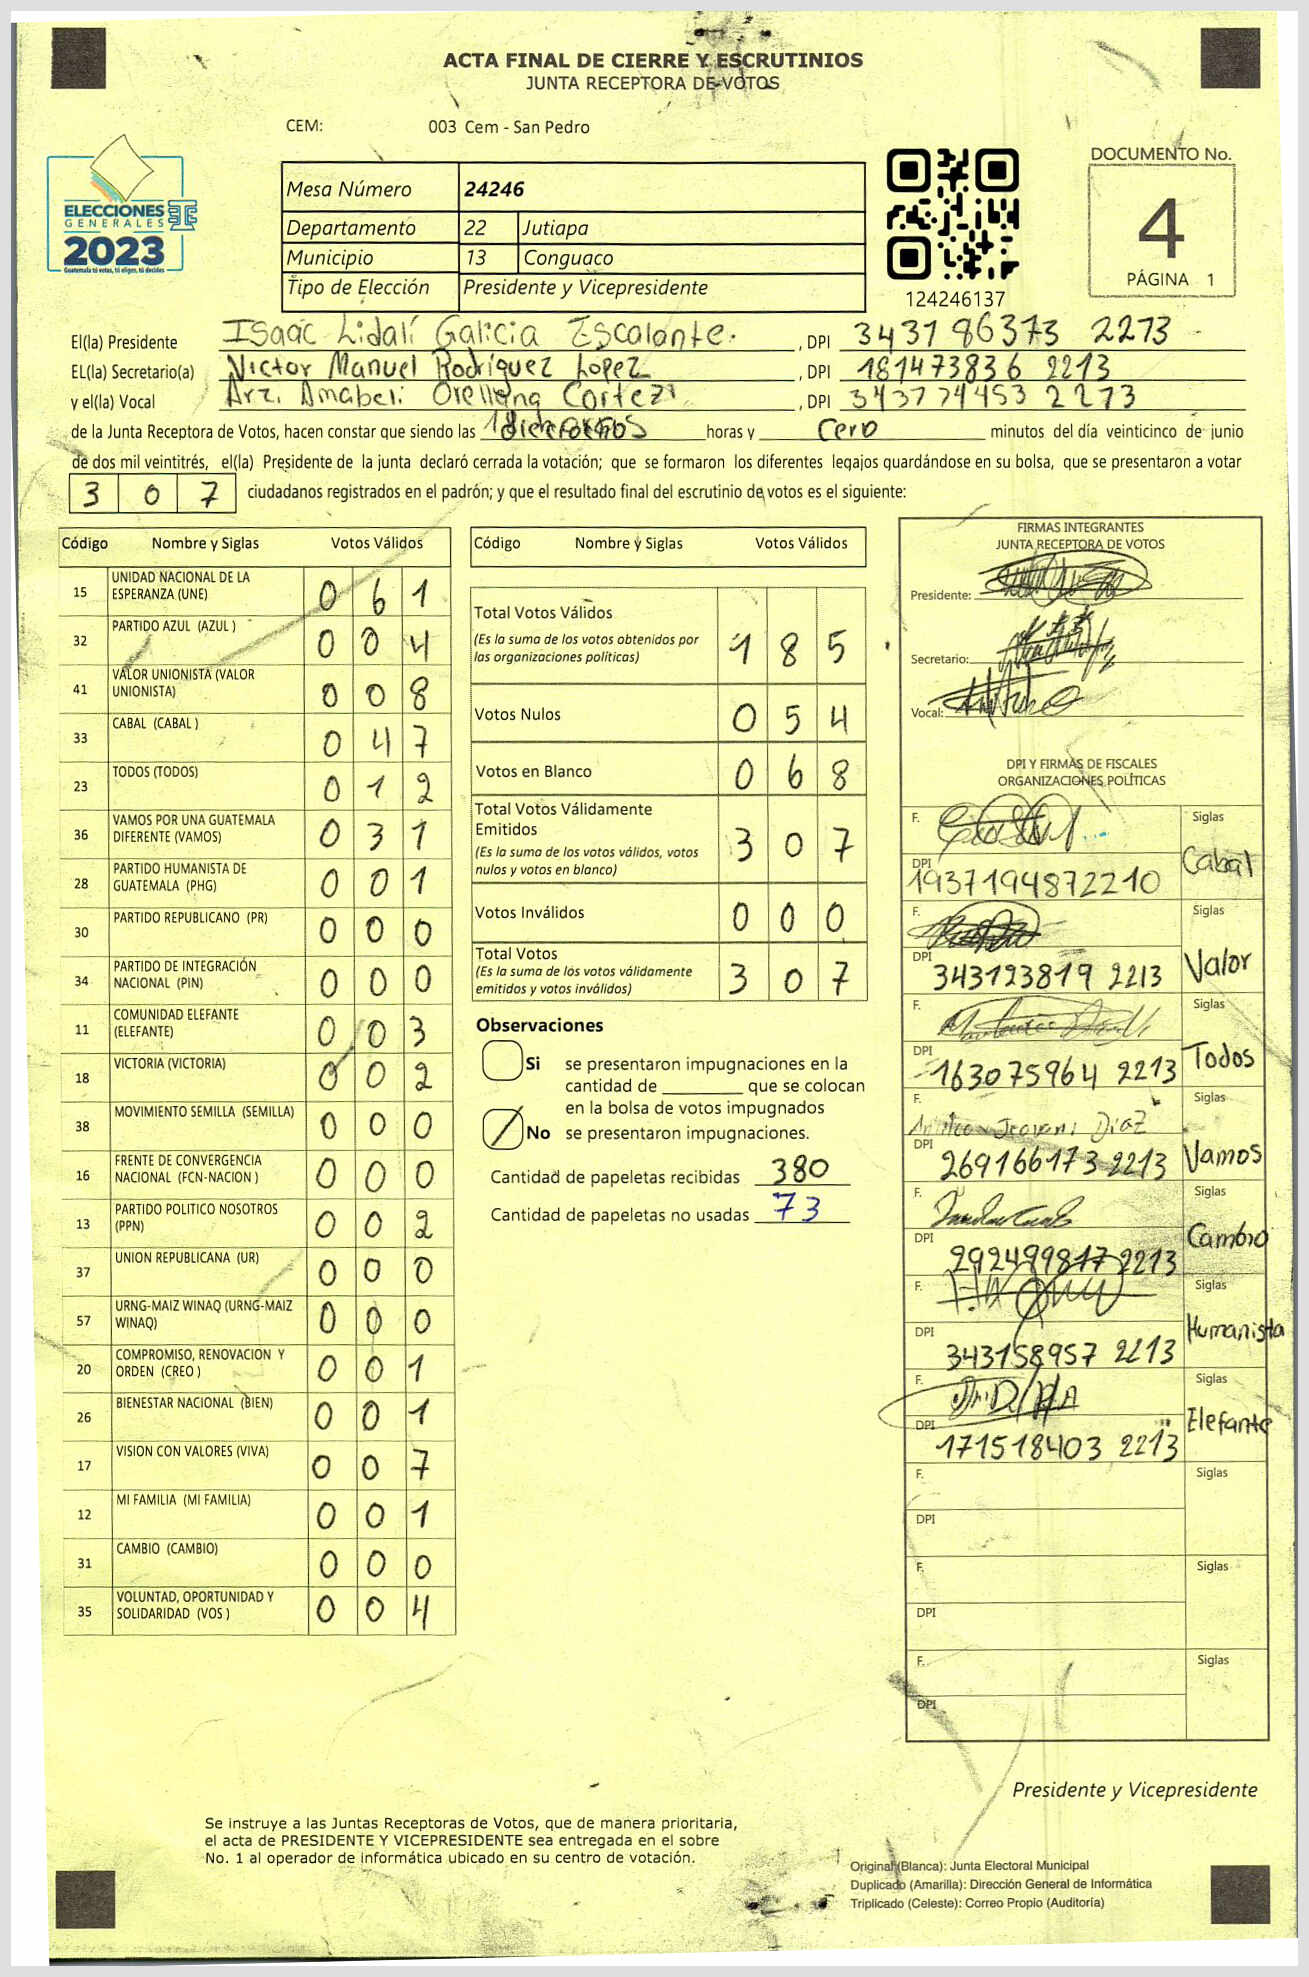 ACTA FINAL DE CIERRE Y ESCRUTINIOS
JUNTA RECEPTORA DE VOTOS
CEM: 003 Cem - San Pedro
ELECCIONES
GENERALES
2023
Guatemala tú votas, tú eliges, tú decides
Mesa Número 24246
Departamento 22 Jutiapa
Municipio 13 Conguaco
Tipo de Elección Presidente y Vicepresidente
124246137
DOCUMENTO No.
4
PÁGINA 1
El(la) Presidente Isaac Lidalí Galicia Escalante. , DPI 3431 86373 2213
EL(la) Secretario(a) Victor Manuel Rodríguez Lopez , DPI 181473836 2213
y el(la) Vocal Orellana Cortez , DPI 343774453 2213
de la Junta Receptora de Votos, hacen constar que siendo las horas y cero minutos del día veinticinco de junio
de dos mil veintitrés, el(la) Presidente de la junta declaró cerrada la votación; que se formaron los diferentes legajos guardándose en su bolsa, que se presentaron a votar
3 0 7 ciudadanos registrados en el padrón; y que el resultado final del escrutinio de votos es el siguiente:
Código Nombre y Siglas Votos Válidos
15 UNIDAD NACIONAL DE LA ESPERANZA (UNE) 0 6 1
32 PARTIDO AZUL (AZUL ) 0 0 4
41 VALOR UNIONISTA (VALOR UNIONISTA) 0 0 8
33 CABAL (CABAL ) 0 4 7
23 TODOS (TODOS) 0 1 2
36 VAMOS POR UNA GUATEMALA DIFERENTE (VAMOS) 0 3 1
28 PARTIDO HUMANISTA DE GUATEMALA (PHG) 0 0 1
30 PARTIDO REPUBLICANO (PR) 0 0 0
34 PARTIDO DE INTEGRACIÓN NACIONAL (PIN) 0 0 0
11 COMUNIDAD ELEFANTE (ELEFANTE) 0 0 3
18 VICTORIA (VICTORIA) 0 0 2
38 MOVIMIENTO SEMILLA (SEMILLA) 0 0 0
16 FRENTE DE CONVERGENCIA NACIONAL (FCN-NACION ) 0 0 0
13 PARTIDO POLITICO NOSOTROS (PPN) 0 0 2
37 UNION REPUBLICANA (UR) 0 0 0
57 URNG-MAIZ WINAQ (URNG-MAIZ WINAQ) 0 0 0
20 COMPROMISO, RENOVACION Y ORDEN (CREO ) 0 0 1
26 BIENESTAR NACIONAL (BIEN) 0 0 1
17 VISION CON VALORES (VIVA) 0 0 7
12 MI FAMILIA (MI FAMILIA) 0 0 1
31 CAMBIO (CAMBIO) 0 0 0
35 VOLUNTAD, OPORTUNIDAD Y SOLIDARIDAD (VOS ) 0 0 4
Código Nombre y Siglas Votos Válidos
Total Votos Válidos 1 8 5
(Es la suma de los votos obtenidos por
las organizaciones políticas)
Votos Nulos 0 5 4
Votos en Blanco 0 6 8
Total Votos Válidamente
Emitidos 3 0 7
(Es la suma de los votos válidos, votos
nulos y votos en blanco)
Votos Inválidos 0 0 0
Total Votos 3 0 7
(Es la suma de los votos válidamente
emitidos y votos inválidos)
Observaciones
Si se presentaron impugnaciones en la
cantidad de ________ que se colocan
en la bolsa de votos impugnados
No se presentaron impugnaciones.
Cantidad de papeletas recibidas 380
Cantidad de papeletas no usadas 73
FIRMAS INTEGRANTES
JUNTA RECEPTORA DE VOTOS
Presidente:
Secretario:
Vocal:
DPI Y FIRMAS DE FISCALES
ORGANIZACIONES POLÍTICAS
F. Siglas
DPI 1937194872210 Cabal
F. Siglas
DPI 343123819 2213 Valor
F. Siglas
DPI 163075964 2213 Todos
F. Siglas
DPI 269166173 2213 Vamos
F. Siglas
DPI 292499817 2213 Cambio
F. Siglas
DPI 343158957 2213 Humanista
F. Siglas
DPI 171518403 2213 Elefante
F. Siglas
DPI
F. Siglas
DPI
F. Siglas
DPI
Presidente y Vicepresidente
Se instruye a las Juntas Receptoras de Votos, que de manera prioritaria,
el acta de PRESIDENTE Y VICEPRESIDENTE sea entregada en el sobre
No. 1 al operador de informática ubicado en su centro de votación.
Original (Blanca): Junta Electoral Municipal
Duplicado (Amarilla): Dirección General de Informática
Triplicado (Celeste): Correo Propio (Auditoría)